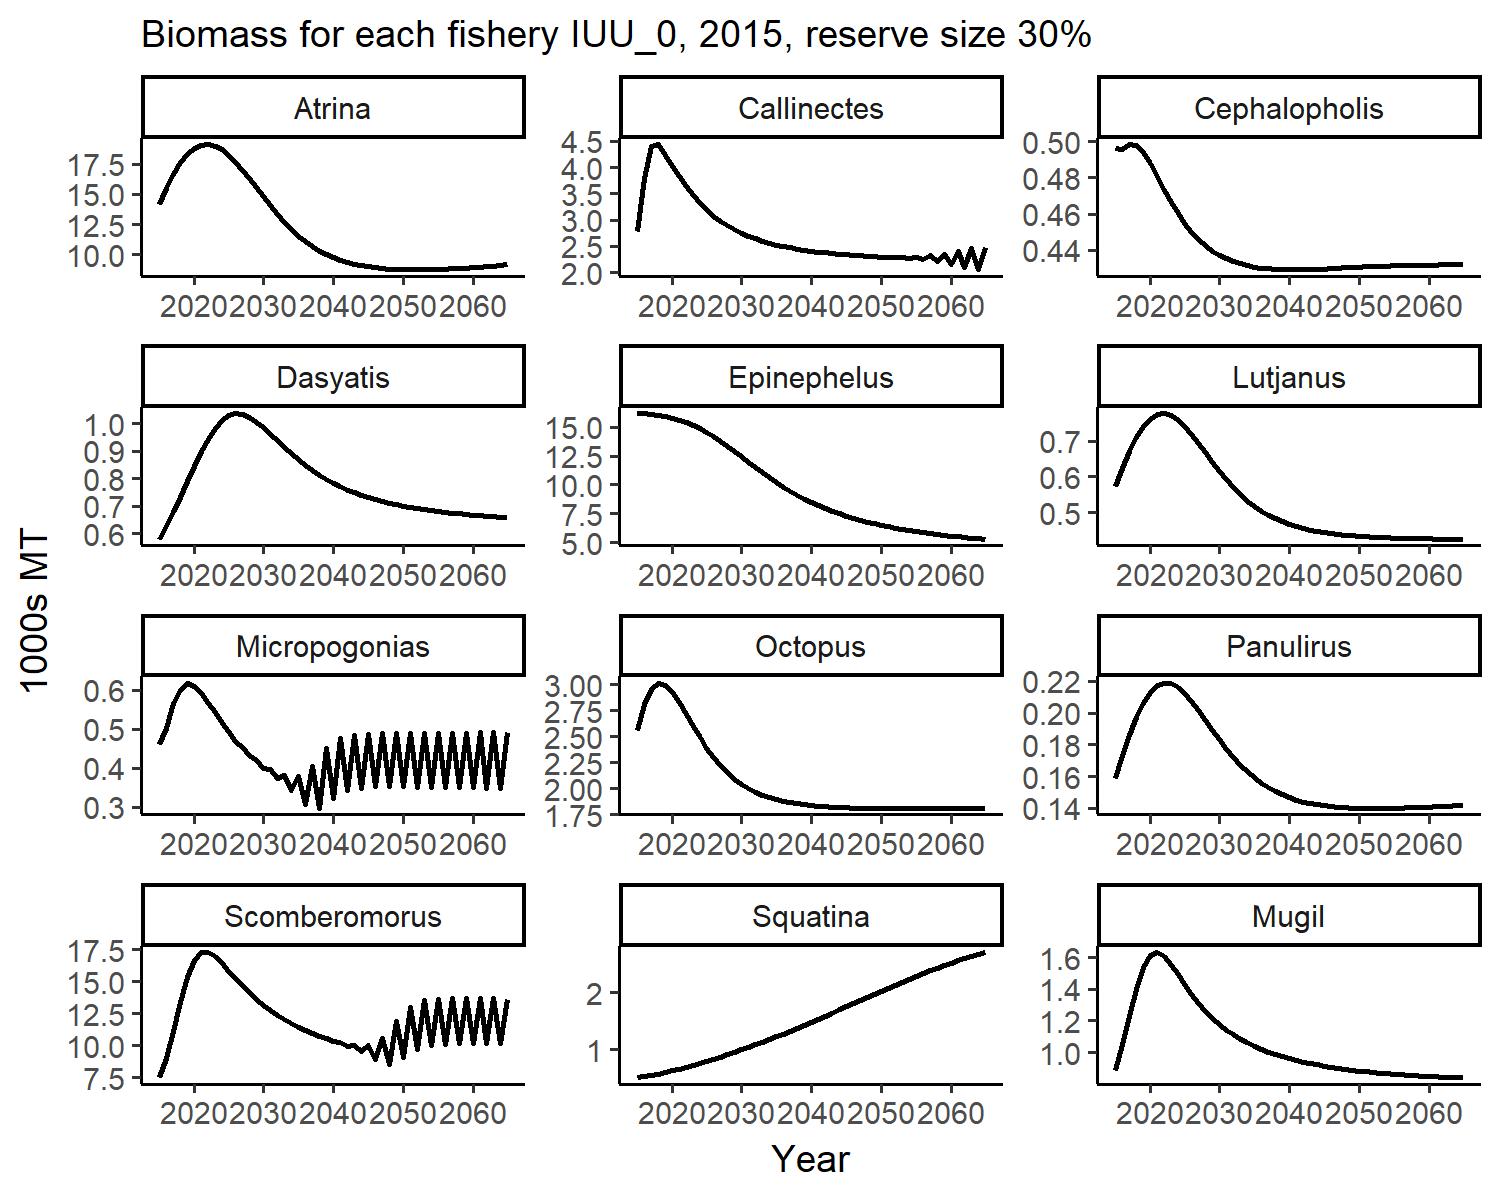 Biomass for each fishery IUU_0, 2015, reserve size 30%
Atrina
Callinectes
Cephalopholis
17.5
15.0
12.5
10.0
2020 2030 2040 2050 2060
4.5
4.0
3.5
3.0
2.5
2.0
2020 2030 2040 2050 2060
0.50
0.48
0.46
0.44
2020 2030 2040 2050 2060
Dasyatis
Epinephelus
Lutjanus
1.0
0.9
0.8
0.7
0.6
2020 2030 2040 2050 2060
15.0
12.5
10.0
7.5
5.0
2020 2030 2040 2050 2060
0.7
0.6
0.5
2020 2030 2040 2050 2060
1000s MT
Micropogonias
Octopus
Panulirus
0.6
0.5
0.4
0.3
2020 2030 2040 2050 2060
3.00
2.75
2.50
2.25
2.00
1.75
2020 2030 2040 2050 2060
0.22
0.20
0.18
0.16
0.14
2020 2030 2040 2050 2060
Scomberomorus
Squatina
Mugil
17.5
15.0
12.5
10.0
7.5
2020 2030 2040 2050 2060
2
1
2020 2030 2040 2050 2060
1.6
1.4
1.2
1.0
2020 2030 2040 2050 2060
Year